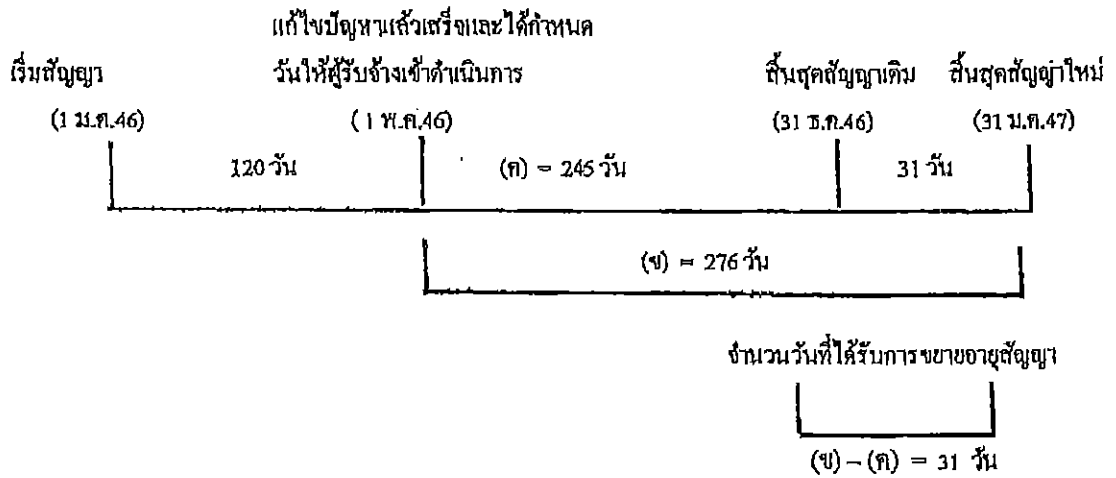 แก้ไขปัญหาแล้วเสร็จและได้กำหนด
เริ่มสัญญา วันให้ผู้รับจ้างเข้าดำเนินการ สิ้นสุดสัญญาเดิม สิ้นสุดสัญญาใหม่
(1 ม.ค.46) (1 พ.ค.46) (31 ธ.ค.46) (31 ม.ค.47)
120 วัน (ค) = 245 วัน 31 วัน
(ข) = 276 วัน
จำนวนวันที่ได้รับการขยายอายุสัญญา
(ข) – (ค) = 31 วัน